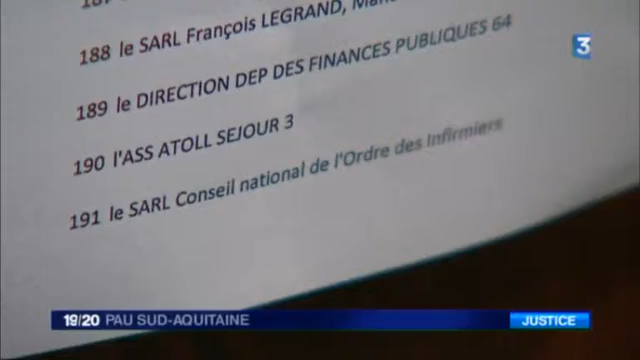 188 le SARL François LEGRAND,
189 le DIRECTION DEP DES FINANCES PUBLIQUES 64
3
190 l'ASS ATOLL SEJOUR 3
191 le SARL Conseil national de l'Ordre des Infirmiers
19/20 PAU SUD-AQUITAINE
JUSTICE